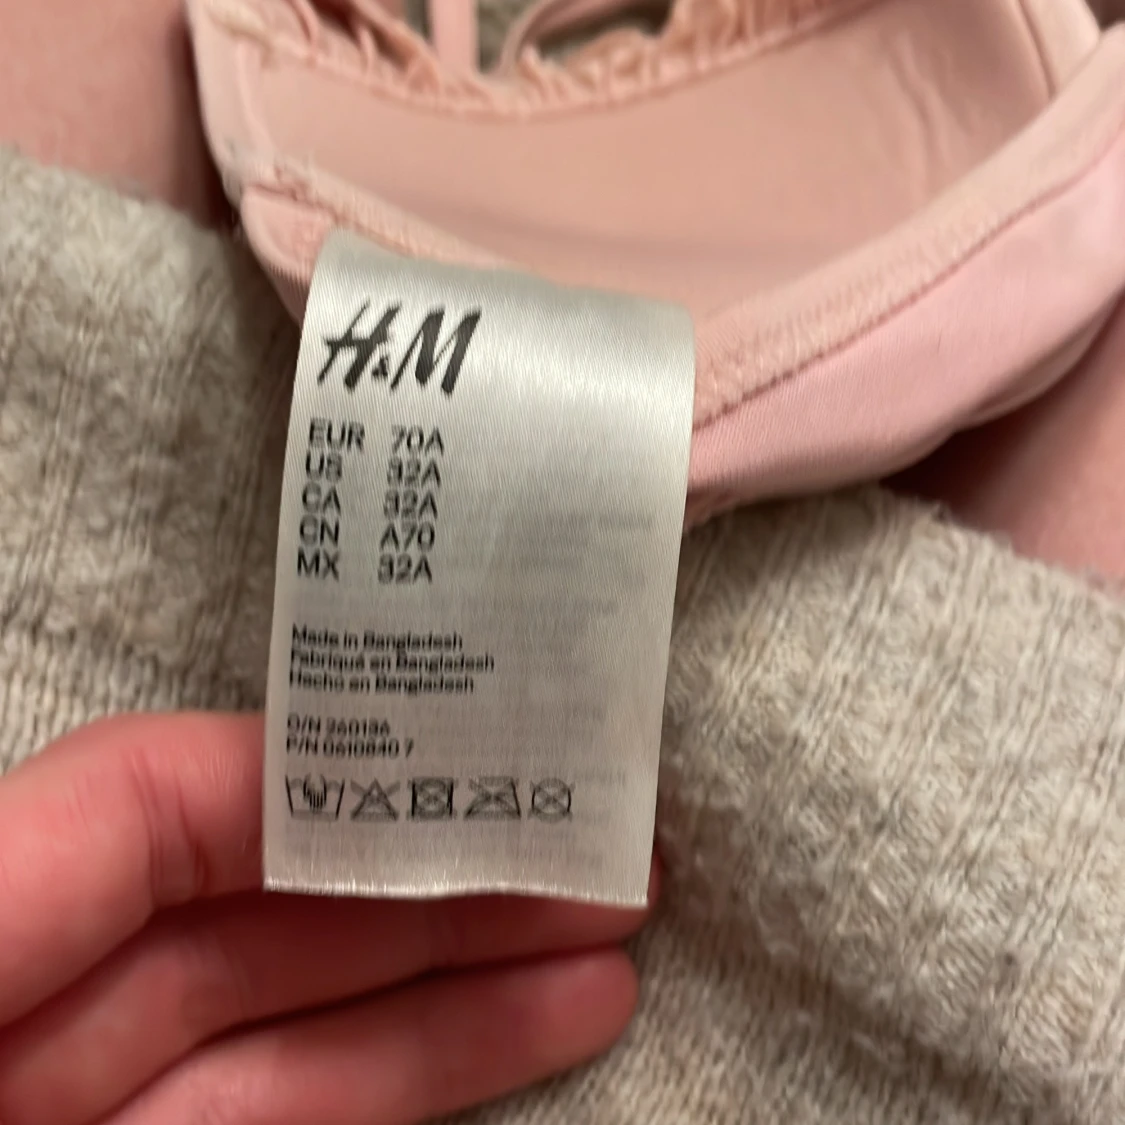 H&M
EUR 70A
US 32A
CA 32A
CN A70
MX 32A
Made in Bangladesh
Fabriqué en Bangladesh
Hecho en Bangladesh
O/N 260136
P/N 0610840 7